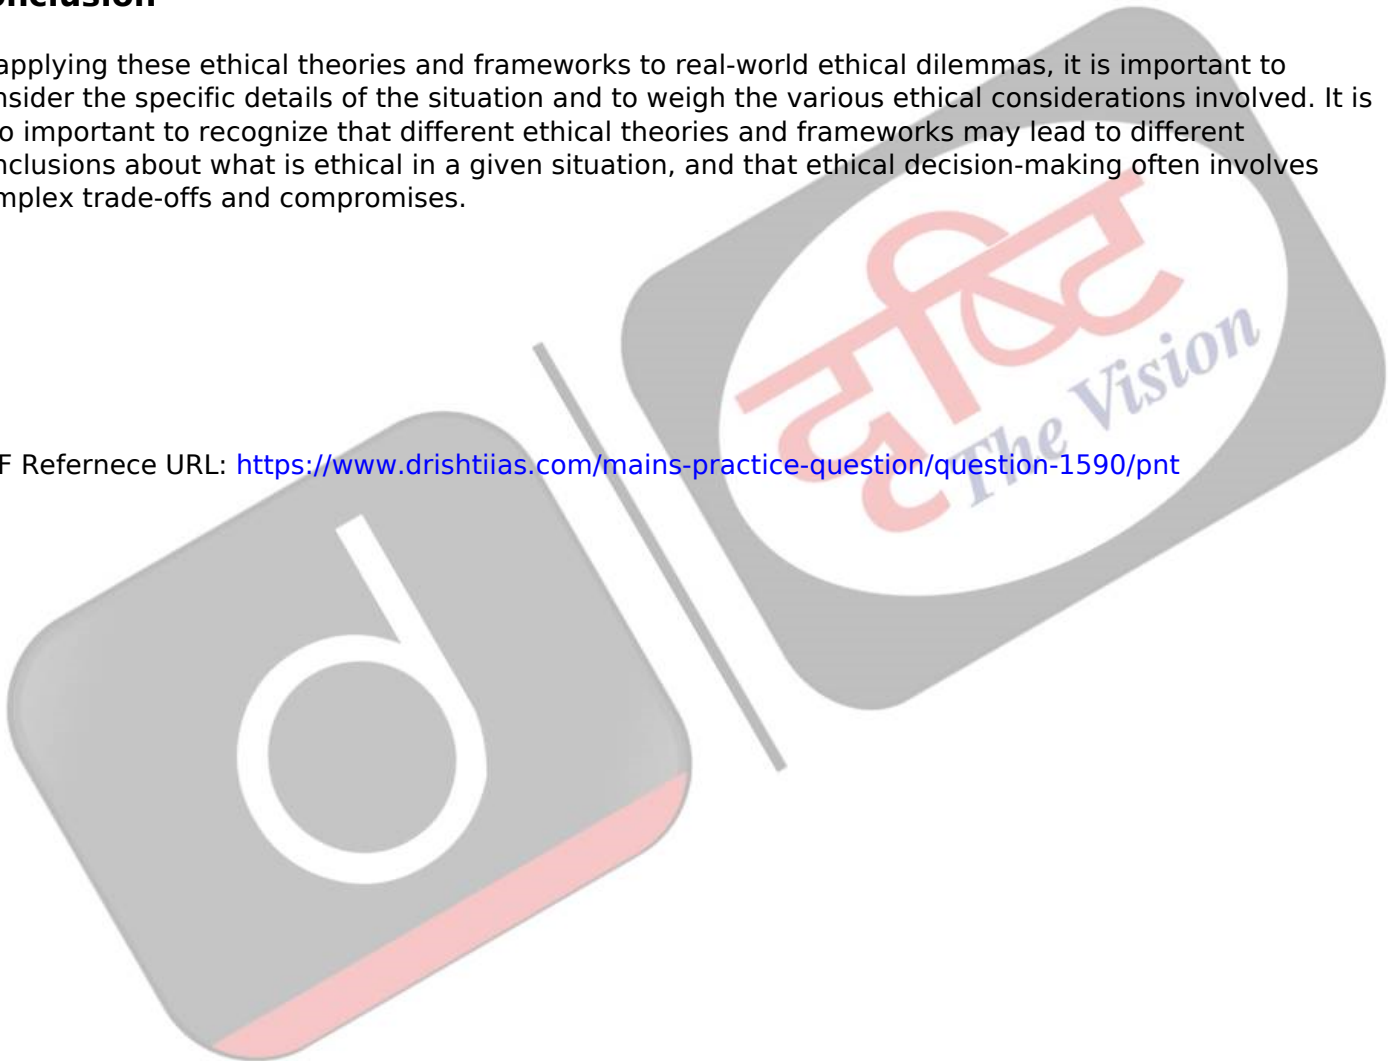 nclusion
applying these ethical theories and frameworks to real-world ethical dilemmas, it is important to
nsider the specific details of the situation and to weigh the various ethical considerations involved. It is
o important to recognize that different ethical theories and frameworks may lead to different
nclusions about what is ethical in a given situation, and that ethical decision-making often involves
mplex trade-offs and compromises.
दृष्टि
The Vision
F Refernece URL: https://www.drishtiias.com/mains-practice-question/question-1590/pnt
d